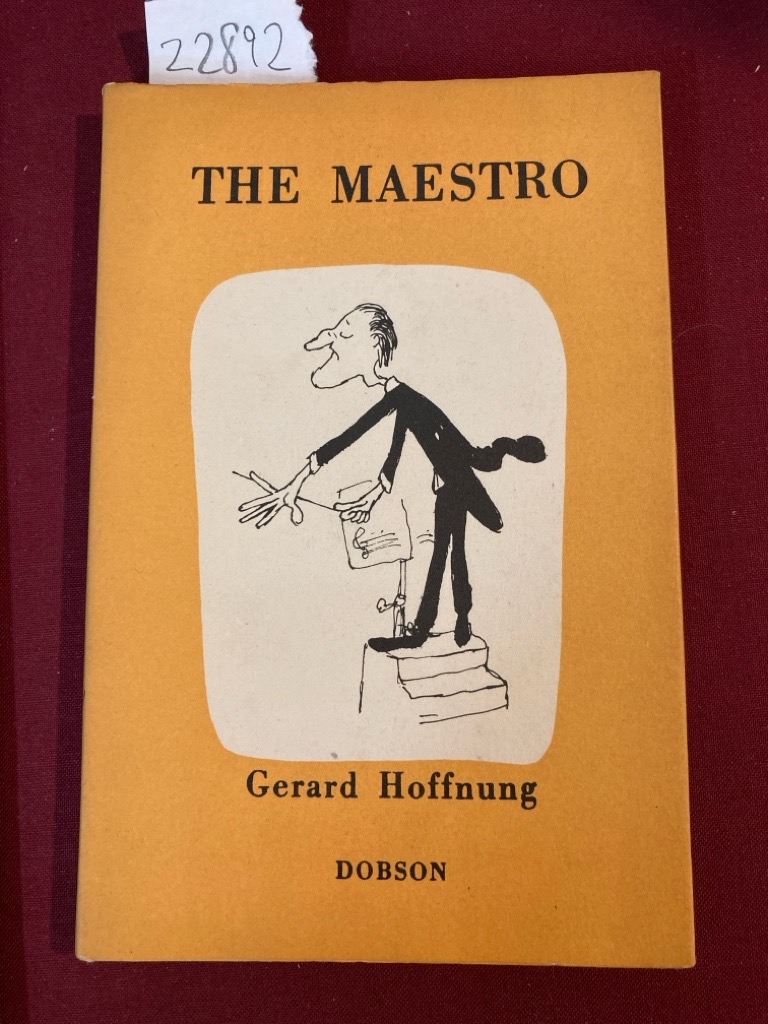 22892
THE MAESTRO
Gerard Hoffnung
DOBSON